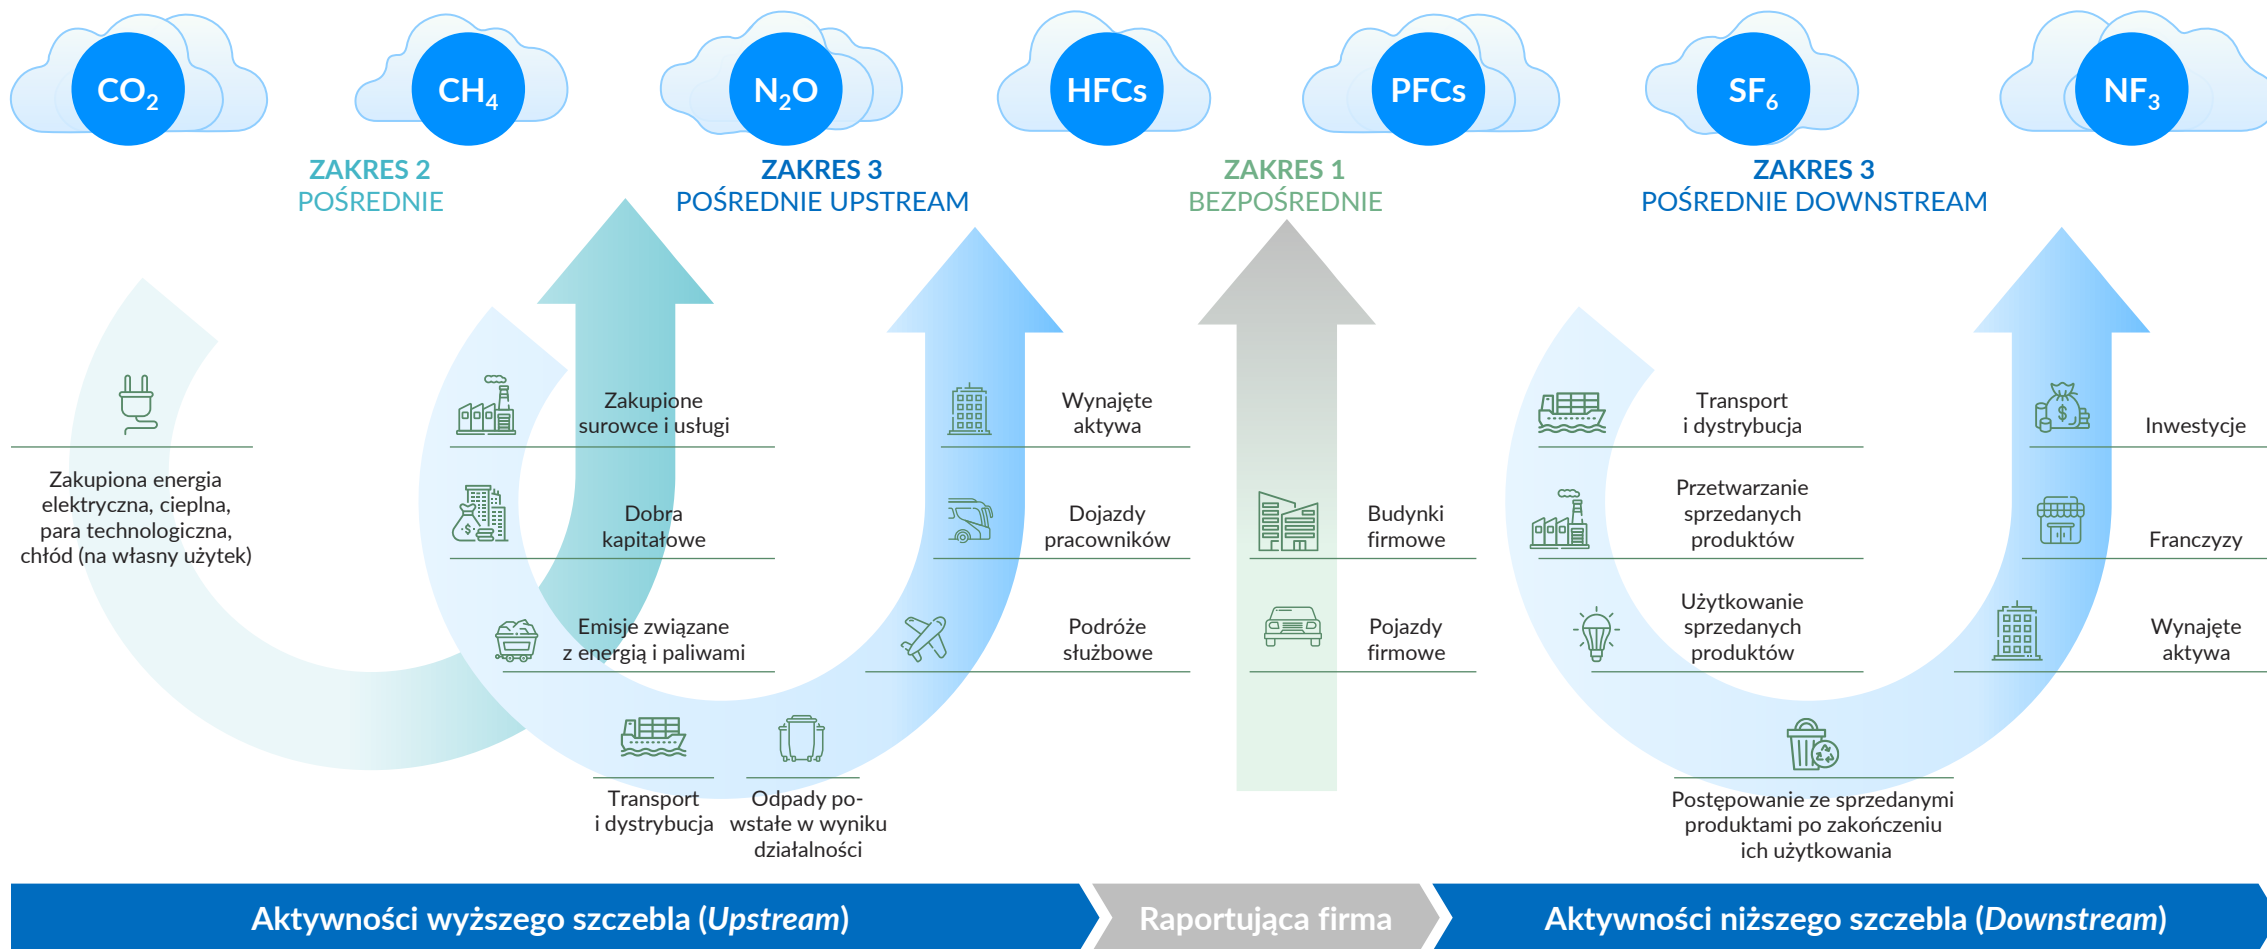 CO₂
CH₄
N₂O
HFCs
PFCs
SF₆
NF₃
ZAKRES 2
POŚREDNIE
ZAKRES 3
POŚREDNIE UPSTREAM
ZAKRES 1
BEZPOŚREDNIE
ZAKRES 3
POŚREDNIE DOWNSTREAM
Zakupiona energia
elektryczna, cieplna,
para technologiczna,
chłód (na własny użytek)
Zakupione
surowce i usługi
Dobra
kapitałowe
Emisje związane
z energią i paliwami
Transport
i dystrybucja
Odpady po-
wstałe w wyniku
działalności
Wynajęte
aktywa
Dojazdy
pracowników
Podróże
służbowe
Budynki
firmowe
Pojazdy
firmowe
Transport
i dystrybucja
Przetwarzanie
sprzedanych
produktów
Użytkowanie
sprzedanych
produktów
Postępowanie ze sprzedanymi
produktami po zakończeniu
ich użytkowania
Inwestycje
Franczyzy
Wynajęte
aktywa
Aktywności wyższego szczebla (Upstream)
Raportująca firma
Aktywności niższego szczebla (Downstream)